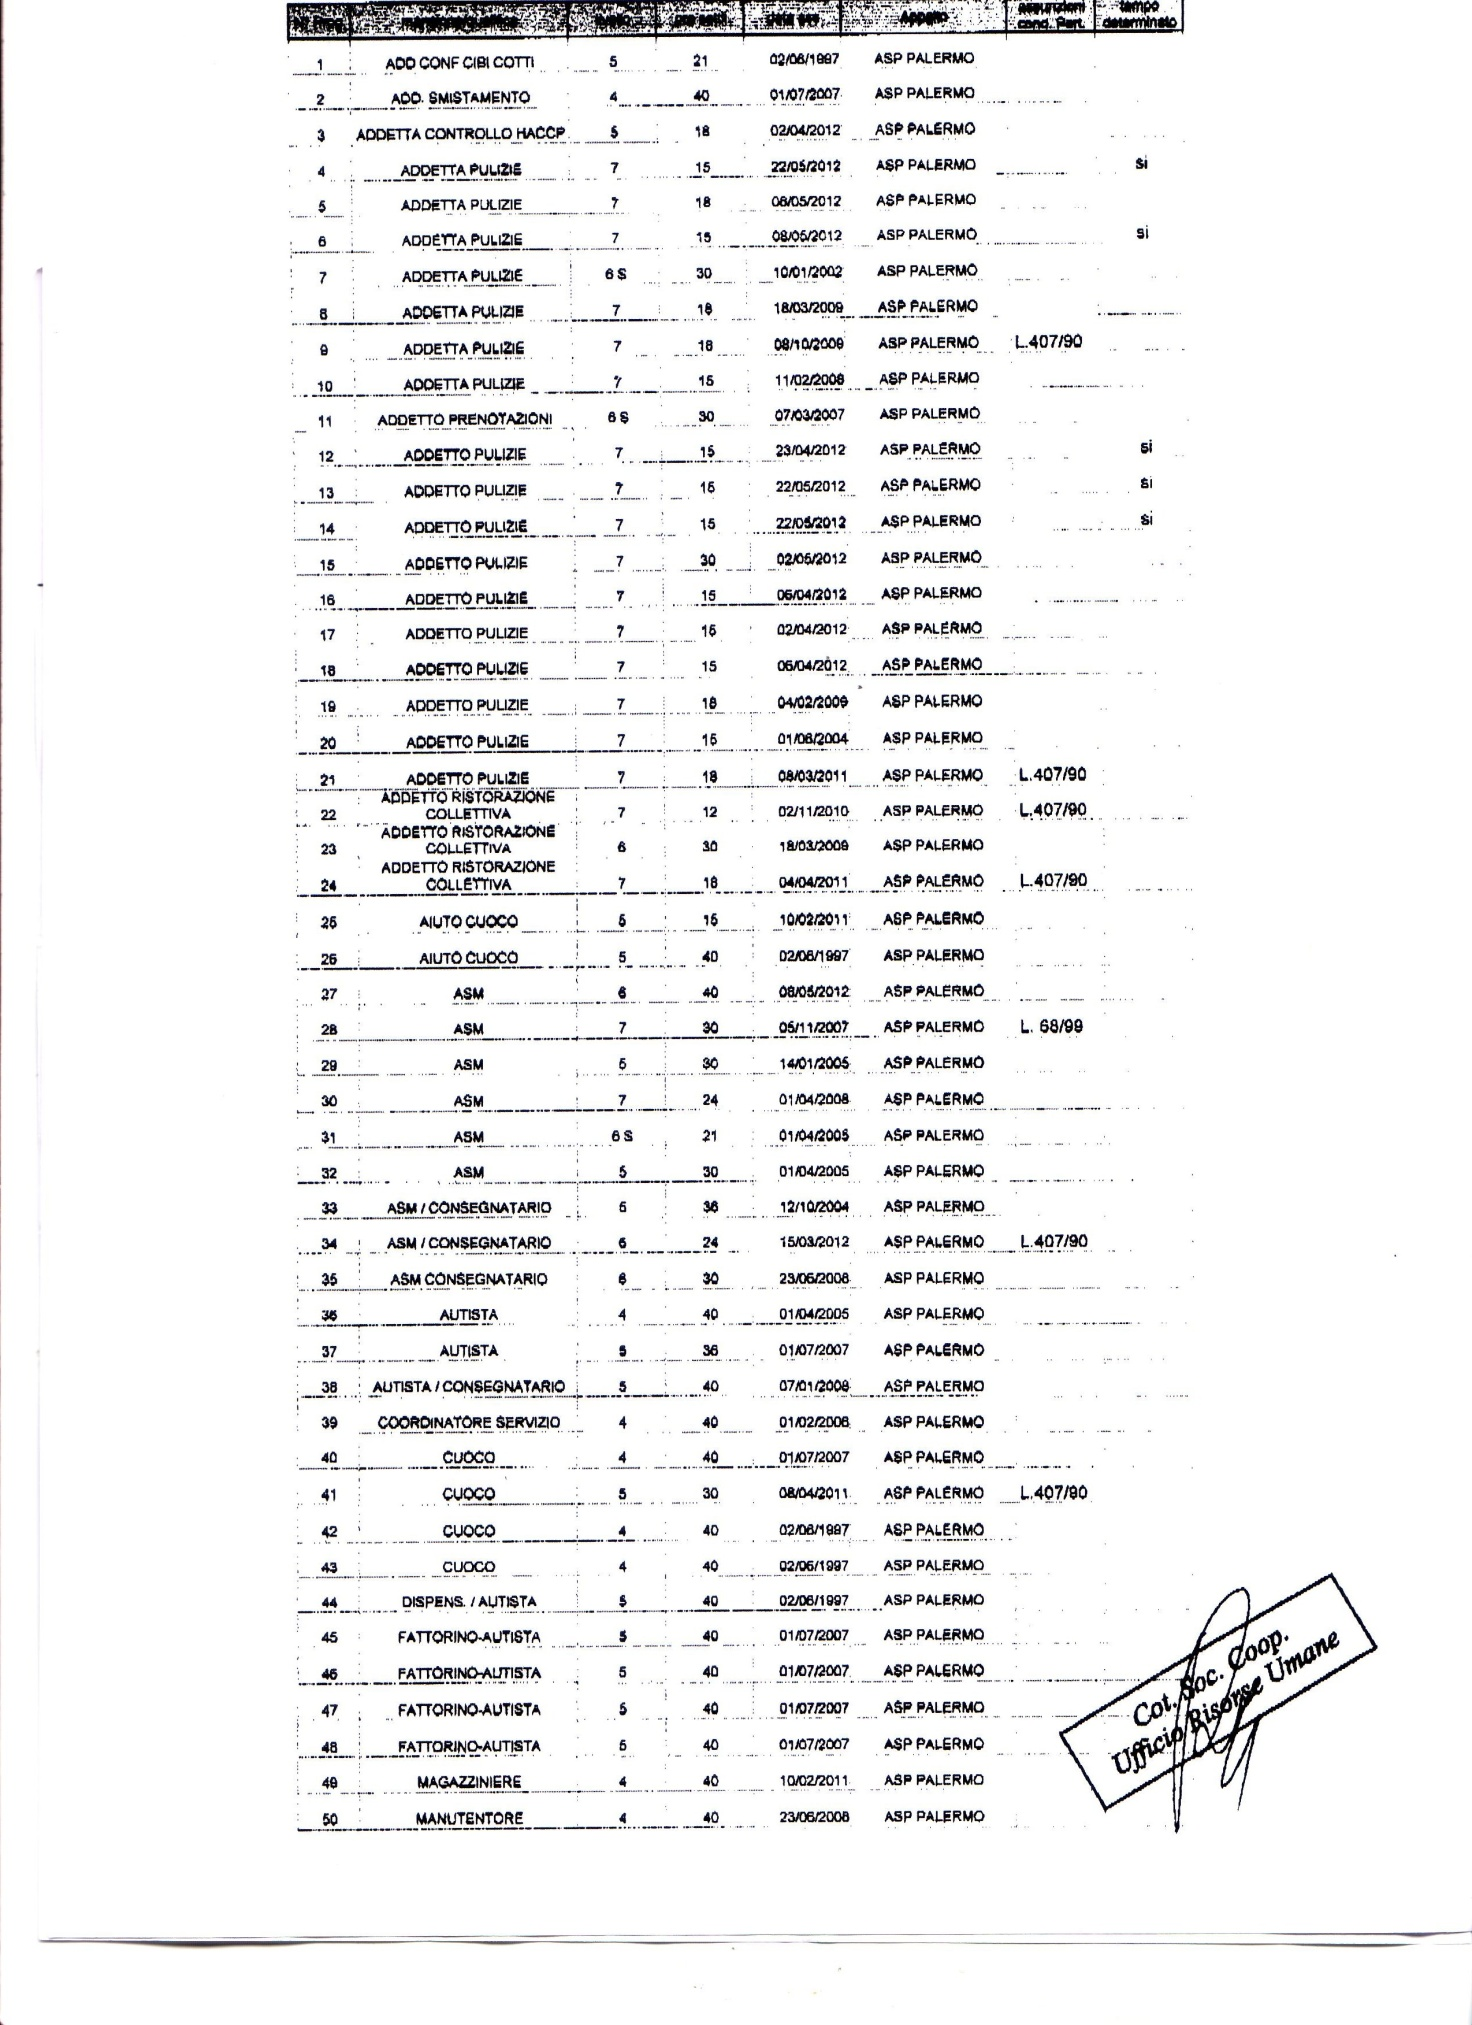 assunzioni tempo
Appalto cond. Part. determinato
1 ADD CONF CIBI COTTI 5 21 02/06/1997 ASP PALERMO
2 ADD. SMISTAMENTO 4 40 01/07/2007 ASP PALERMO
3 ADDETTA CONTROLLO HACCP 5 18 02/04/2012 ASP PALERMO
4 ADDETTA PULIZIE 7 15 22/05/2012 ASP PALERMO si
5 ADDETTA PULIZIE 7 18 08/05/2012 ASP PALERMO
6 ADDETTA PULIZIE 7 15 08/05/2012 ASP PALERMO si
7 ADDETTA PULIZIE 6 S 30 10/01/2002 ASP PALERMO
8 ADDETTA PULIZIE 7 18 18/03/2009 ASP PALERMO
9 ADDETTA PULIZIE 7 18 08/10/2009 ASP PALERMO L.407/90
10 ADDETTA PULIZIE 7 15 11/02/2008 ASP PALERMO
11 ADDETTO PRENOTAZIONI 6 S 30 07/03/2007 ASP PALERMO
12 ADDETTO PULIZIE 7 15 23/04/2012 ASP PALERMO si
13 ADDETTO PULIZIE 7 15 22/05/2012 ASP PALERMO si
14 ADDETTO PULIZIE 7 15 22/05/2012 ASP PALERMO si
15 ADDETTO PULIZIE 7 30 02/05/2012 ASP PALERMO
16 ADDETTO PULIZIE 7 15 06/04/2012 ASP PALERMO
17 ADDETTO PULIZIE 7 15 02/04/2012 ASP PALERMO
18 ADDETTO PULIZIE 7 15 06/04/2012 ASP PALERMO
19 ADDETTO PULIZIE 7 18 04/02/2009 ASP PALERMO
20 ADDETTO PULIZIE 7 15 01/06/2004 ASP PALERMO
21 ADDETTO PULIZIE 7 18 08/03/2011 ASP PALERMO L.407/90
ADDETTO RISTORAZIONE
22 COLLETTIVA 7 12 02/11/2010 ASP PALERMO L.407/90
ADDETTO RISTORAZIONE
23 COLLETTIVA 6 30 18/03/2009 ASP PALERMO
ADDETTO RISTORAZIONE
24 COLLETTIVA 7 18 04/04/2011 ASP PALERMO L.407/90
25 AIUTO CUOCO 5 15 10/02/2011 ASP PALERMO
26 AIUTO CUOCO 5 40 02/06/1997 ASP PALERMO
27 ASM 6 40 08/05/2012 ASP PALERMO
28 ASM 7 30 05/11/2007 ASP PALERMO L. 68/99
29 ASM 5 30 14/01/2005 ASP PALERMO
30 ASM 7 24 01/04/2008 ASP PALERMO
31 ASM 6 S 21 01/04/2005 ASP PALERMO
32 ASM 5 30 01/04/2005 ASP PALERMO
33 ASM / CONSEGNATARIO 5 36 12/10/2004 ASP PALERMO
34 ASM / CONSEGNATARIO 6 24 15/03/2012 ASP PALERMO L.407/90
35 ASM CONSEGNATARIO 6 30 23/06/2008 ASP PALERMO
36 AUTISTA 4 40 01/04/2005 ASP PALERMO
37 AUTISTA 5 36 01/07/2007 ASP PALERMO
38 AUTISTA / CONSEGNATARIO 5 40 07/01/2008 ASP PALERMO
39 COORDINATORE SERVIZIO 4 40 01/02/2008 ASP PALERMO
40 CUOCO 4 40 01/07/2007 ASP PALERMO
41 CUOCO 5 30 08/04/2011 ASP PALERMO L.407/90
42 CUOCO 4 40 02/06/1997 ASP PALERMO
43 CUOCO 4 40 02/06/1997 ASP PALERMO
44 DISPENS. / AUTISTA 5 40 02/06/1997 ASP PALERMO
45 FATTORINO-AUTISTA 5 40 01/07/2007 ASP PALERMO
46 FATTORINO-AUTISTA 5 40 01/07/2007 ASP PALERMO
47 FATTORINO-AUTISTA 5 40 01/07/2007 ASP PALERMO
48 FATTORINO-AUTISTA 5 40 01/07/2007 ASP PALERMO
49 MAGAZZINIERE 4 40 10/02/2011 ASP PALERMO
50 MANUTENTORE 4 40 23/06/2008 ASP PALERMO
Cot. Soc. Coop.
Ufficio Risorse Umane